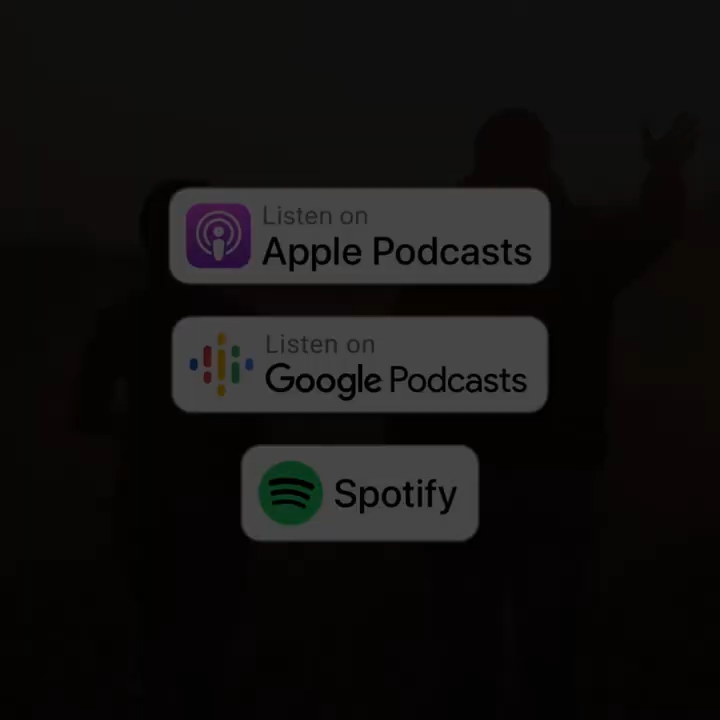 Listen on
Apple Podcasts
Listen on
Google Podcasts
Spotify